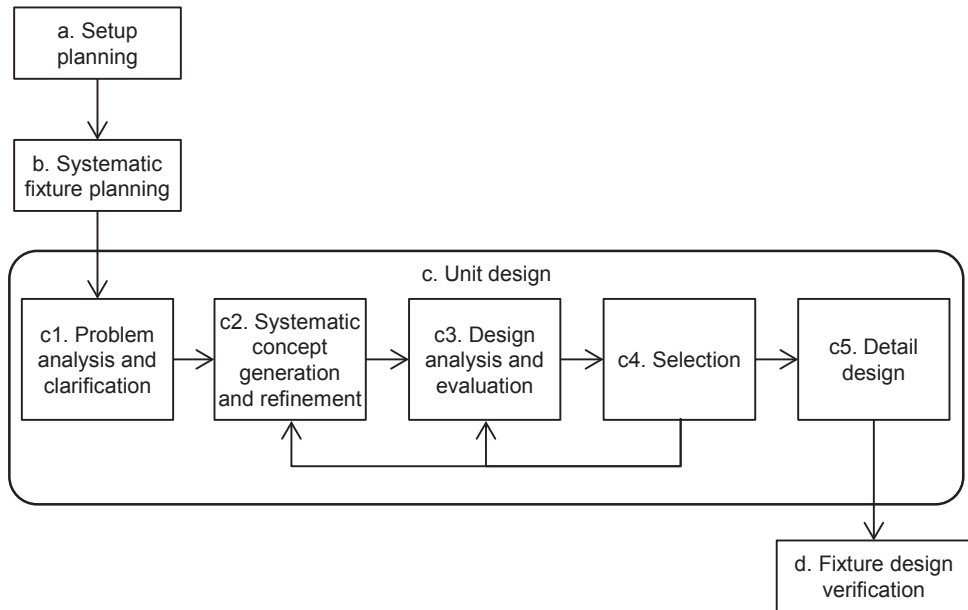 a. Setup
planning
b. Systematic
fixture planning
c. Unit design
c1. Problem
analysis and
clarification
c2. Systematic
concept
generation
and refinement
c3. Design
analysis and
evaluation
c4. Selection
c5. Detail
design
d. Fixture design
verification